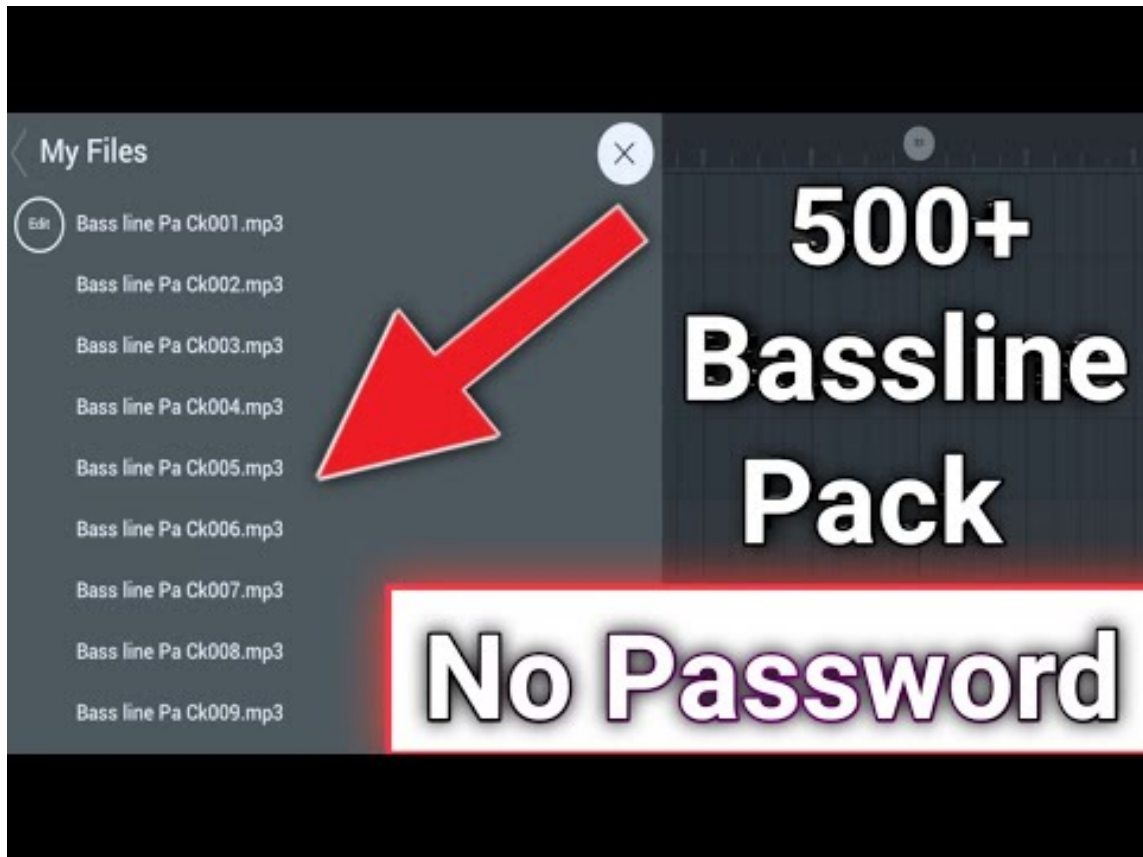 My Files
Edit
Bass line Pa Ck001.mp3
Bass line Pa Ck002.mp3
Bass line Pa Ck003.mp3
Bass line Pa Ck004.mp3
Bass line Pa Ck005.mp3
Bass line Pa Ck006.mp3
Bass line Pa Ck007.mp3
Bass line Pa Ck008.mp3
Bass line Pa Ck009.mp3
500+
Bassline
Pack
No Password